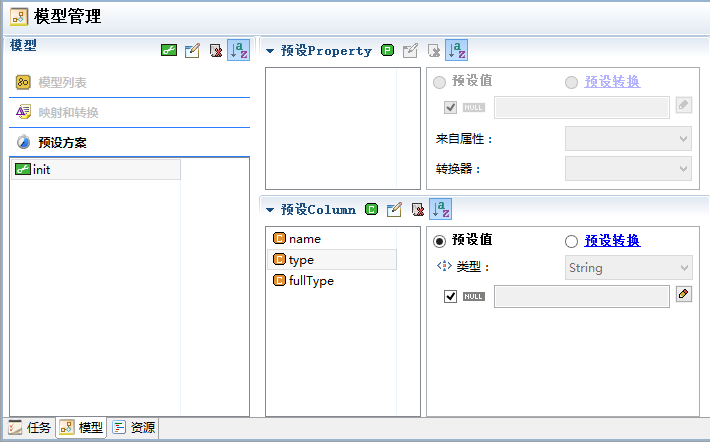 模型管理
模型
模型列表
映射和转换
预设方案
init
预设Property
预设值
预设转换
NULL
来自属性：
转换器：
预设Column
name
type
fullType
预设值
预设转换
类型：
String
NULL
任务
模型
资源